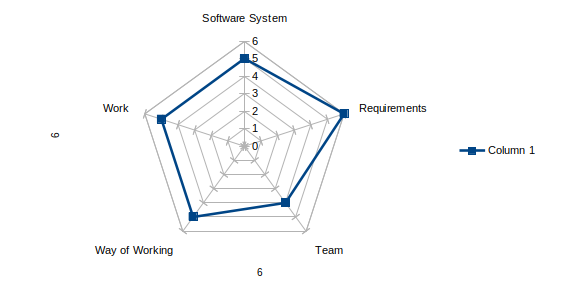 Software System
6
5
4
3
2
1
0
Work
Requirements
6
Column 1
Way of Working
Team
6